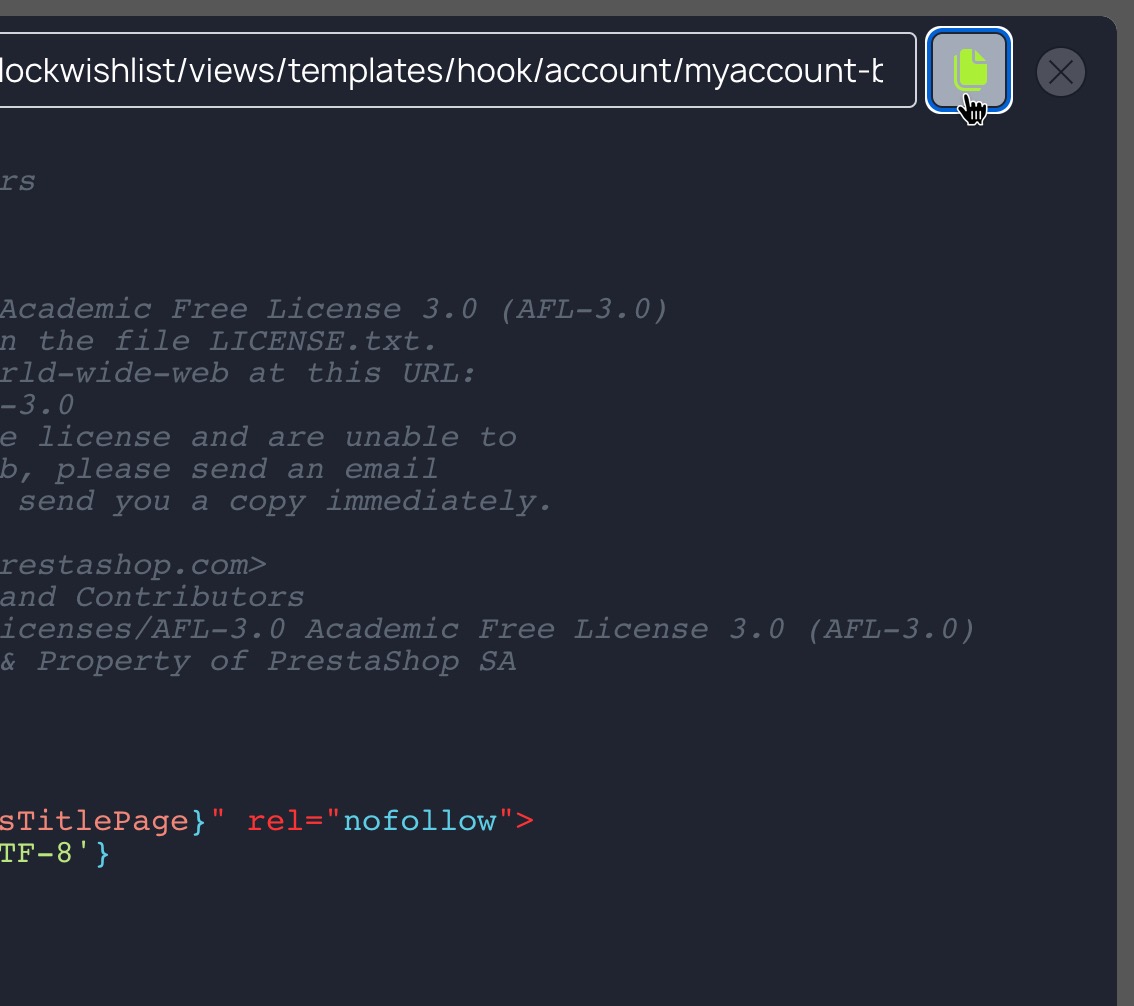 lockwishlist/views/templates/hook/account/myaccount-b
rs
Academic Free License 3.0 (AFL-3.0)
n the file LICENSE.txt.
rld-wide-web at this URL:
-3.0
e license and are unable to
b, please send an email
send you a copy immediately.
restashop.com>
and Contributors
icenses/AFL-3.0 Academic Free License 3.0 (AFL-3.0)
& Property of PrestaShop SA
sTitlePage}" rel="nofollow">
TF-8'}